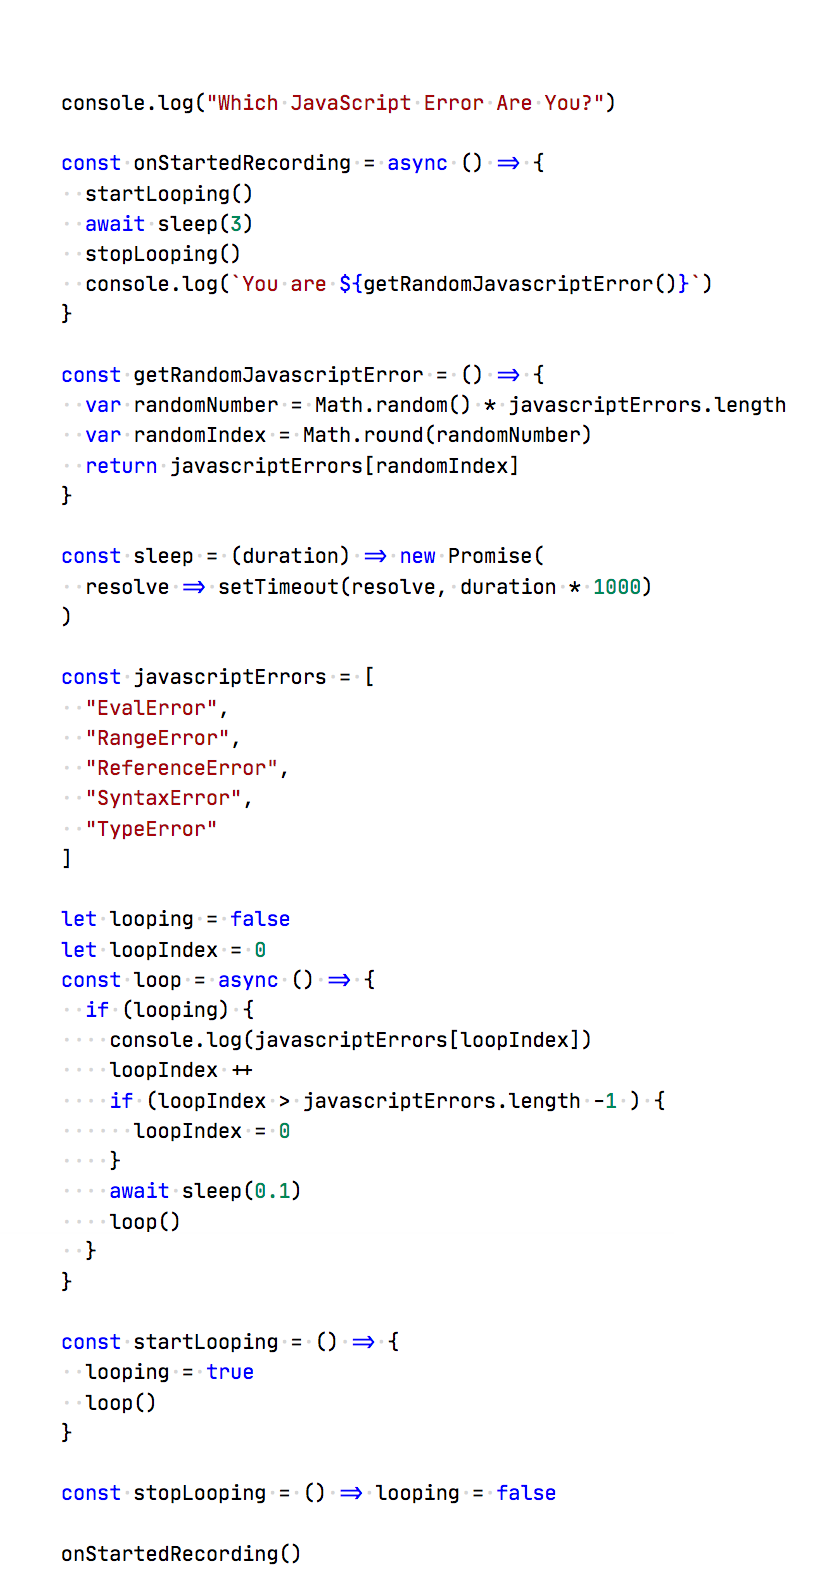 console.log("Which JavaScript Error Are You?")

const onStartedRecording = async () => {
  startLooping()
  await sleep(3)
  stopLooping()
  console.log(`You are ${getRandomJavascriptError()}`)
}

const getRandomJavascriptError = () => {
  var randomNumber = Math.random() * javascriptErrors.length
  var randomIndex = Math.round(randomNumber)
  return javascriptErrors[randomIndex]
}

const sleep = (duration) => new Promise(
  resolve => setTimeout(resolve, duration * 1000)
)

const javascriptErrors = [
  "EvalError",
  "RangeError",
  "ReferenceError",
  "SyntaxError",
  "TypeError"
]

let looping = false
let loopIndex = 0
const loop = async () => {
  if (looping) {
    console.log(javascriptErrors[loopIndex])
    loopIndex ++
    if (loopIndex > javascriptErrors.length -1 ) {
      loopIndex = 0
    }
    await sleep(0.1)
    loop()
  }
}

const startLooping = () => {
  looping = true
  loop()
}

const stopLooping = () => looping = false

onStartedRecording()